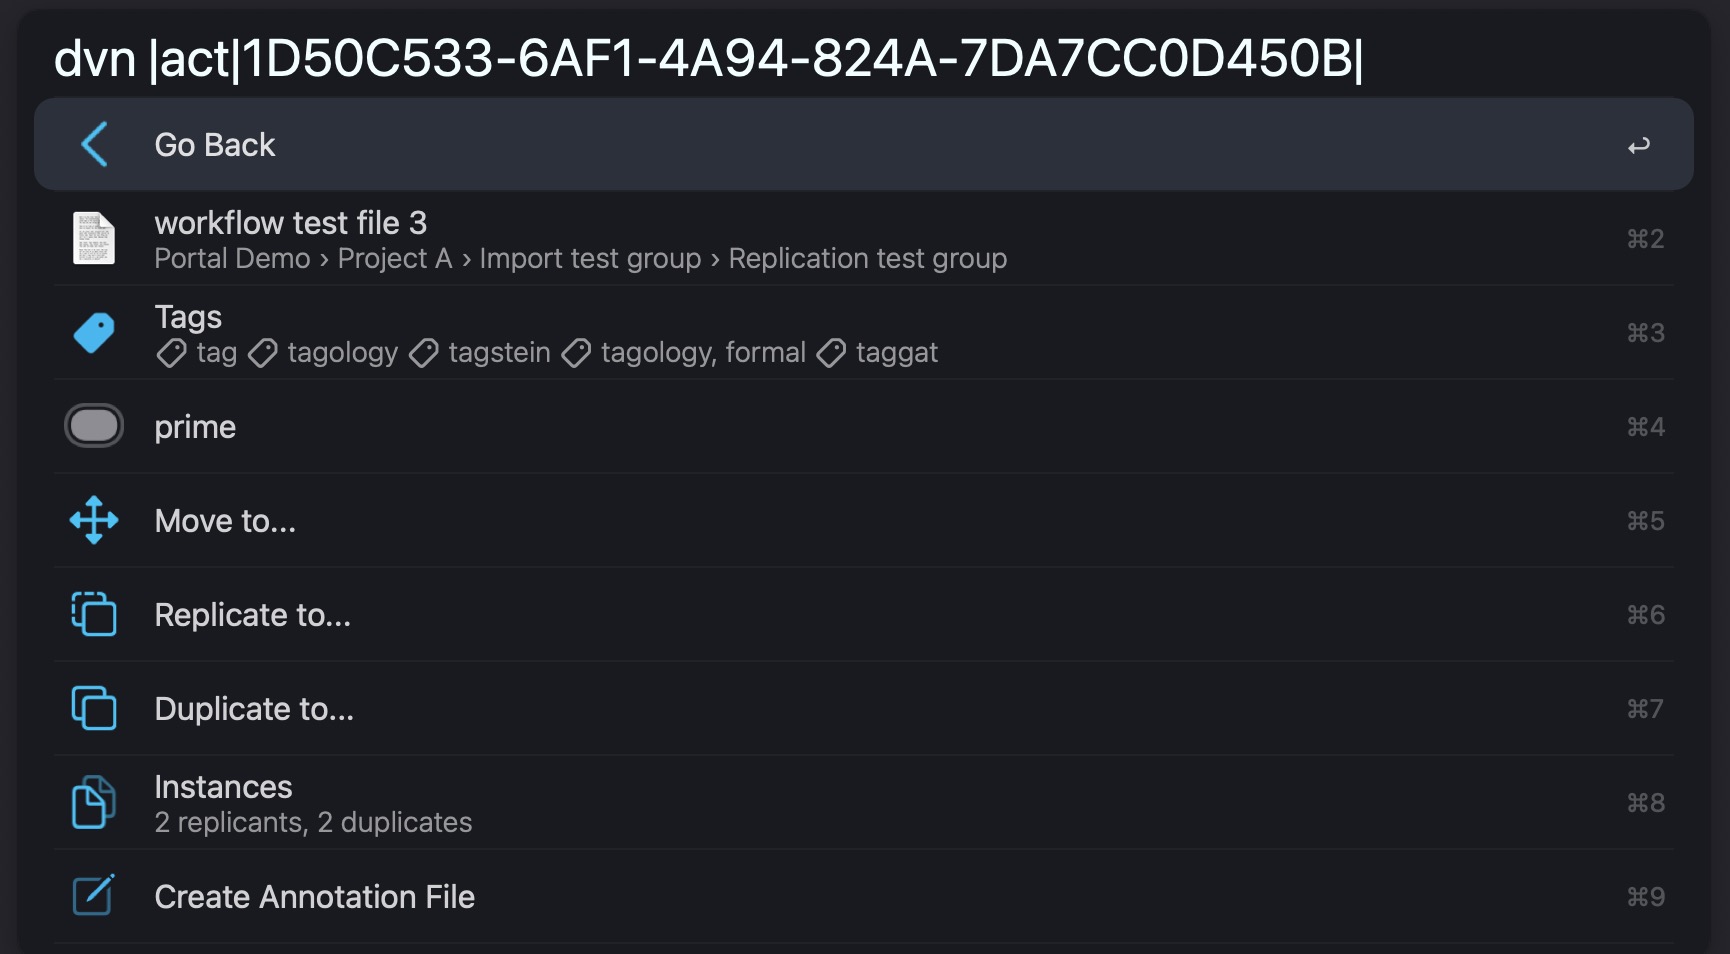 dvn |act|1D50C533-6AF1-4A94-824A-7DA7CC0D450B|
Go Back ↩
workflow test file 3
Portal Demo › Project A › Import test group › Replication test group ⌘2
Tags
tag tagology tagstein tagology, formal taggat ⌘3
prime ⌘4
Move to... ⌘5
Replicate to... ⌘6
Duplicate to... ⌘7
Instances
2 replicants, 2 duplicates ⌘8
Create Annotation File ⌘9